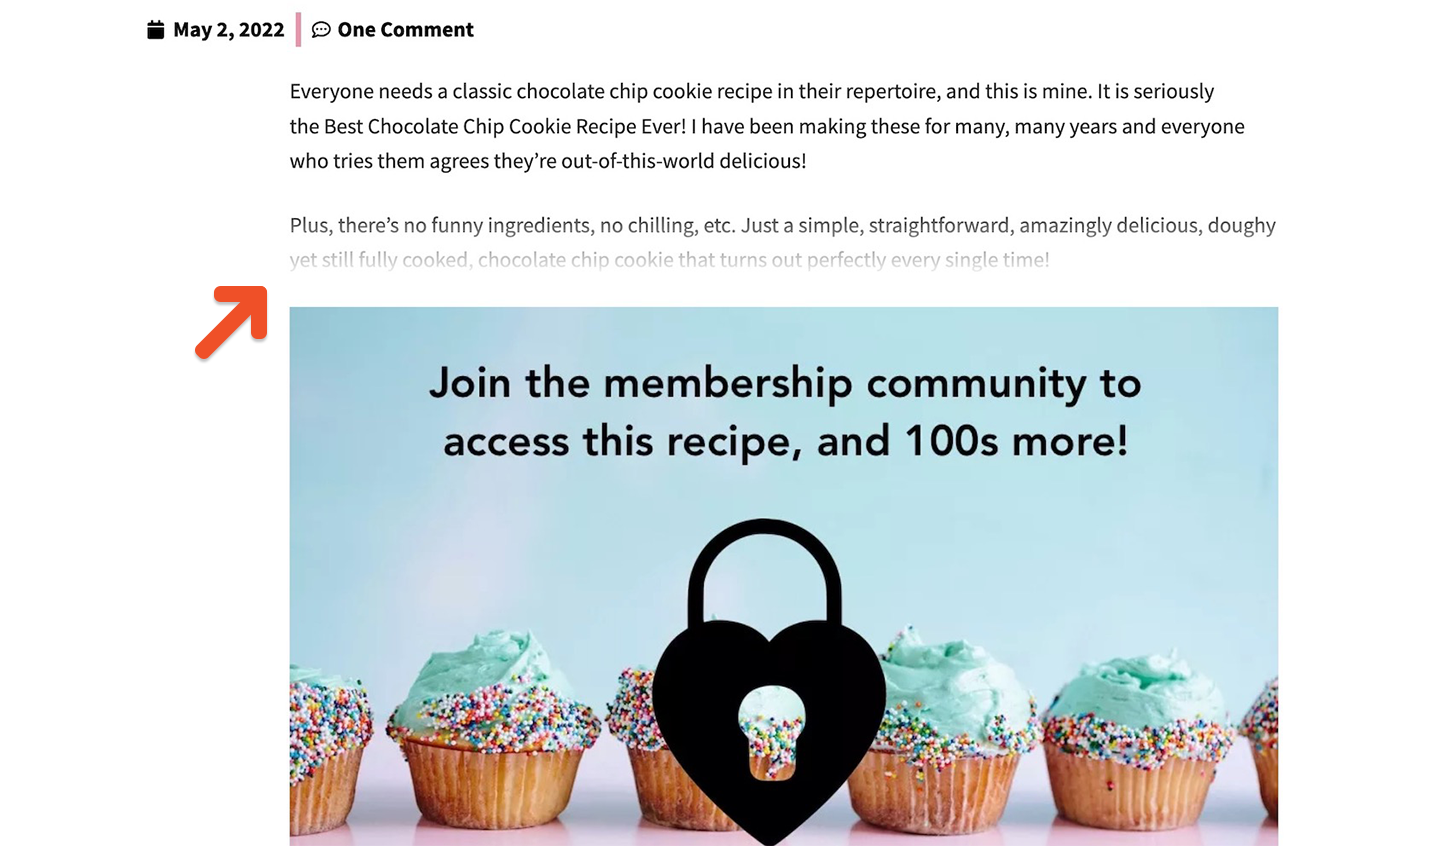 May 2, 2022 One Comment
Everyone needs a classic chocolate chip cookie recipe in their repertoire, and this is mine. It is seriously
the Best Chocolate Chip Cookie Recipe Ever! I have been making these for many, many years and everyone
who tries them agrees they’re out-of-this-world delicious!
Plus, there’s no funny ingredients, no chilling, etc. Just a simple, straightforward, amazingly delicious, doughy
yet still fully cooked, chocolate chip cookie that turns out perfectly every single time!
Join the membership community to
access this recipe, and 100s more!